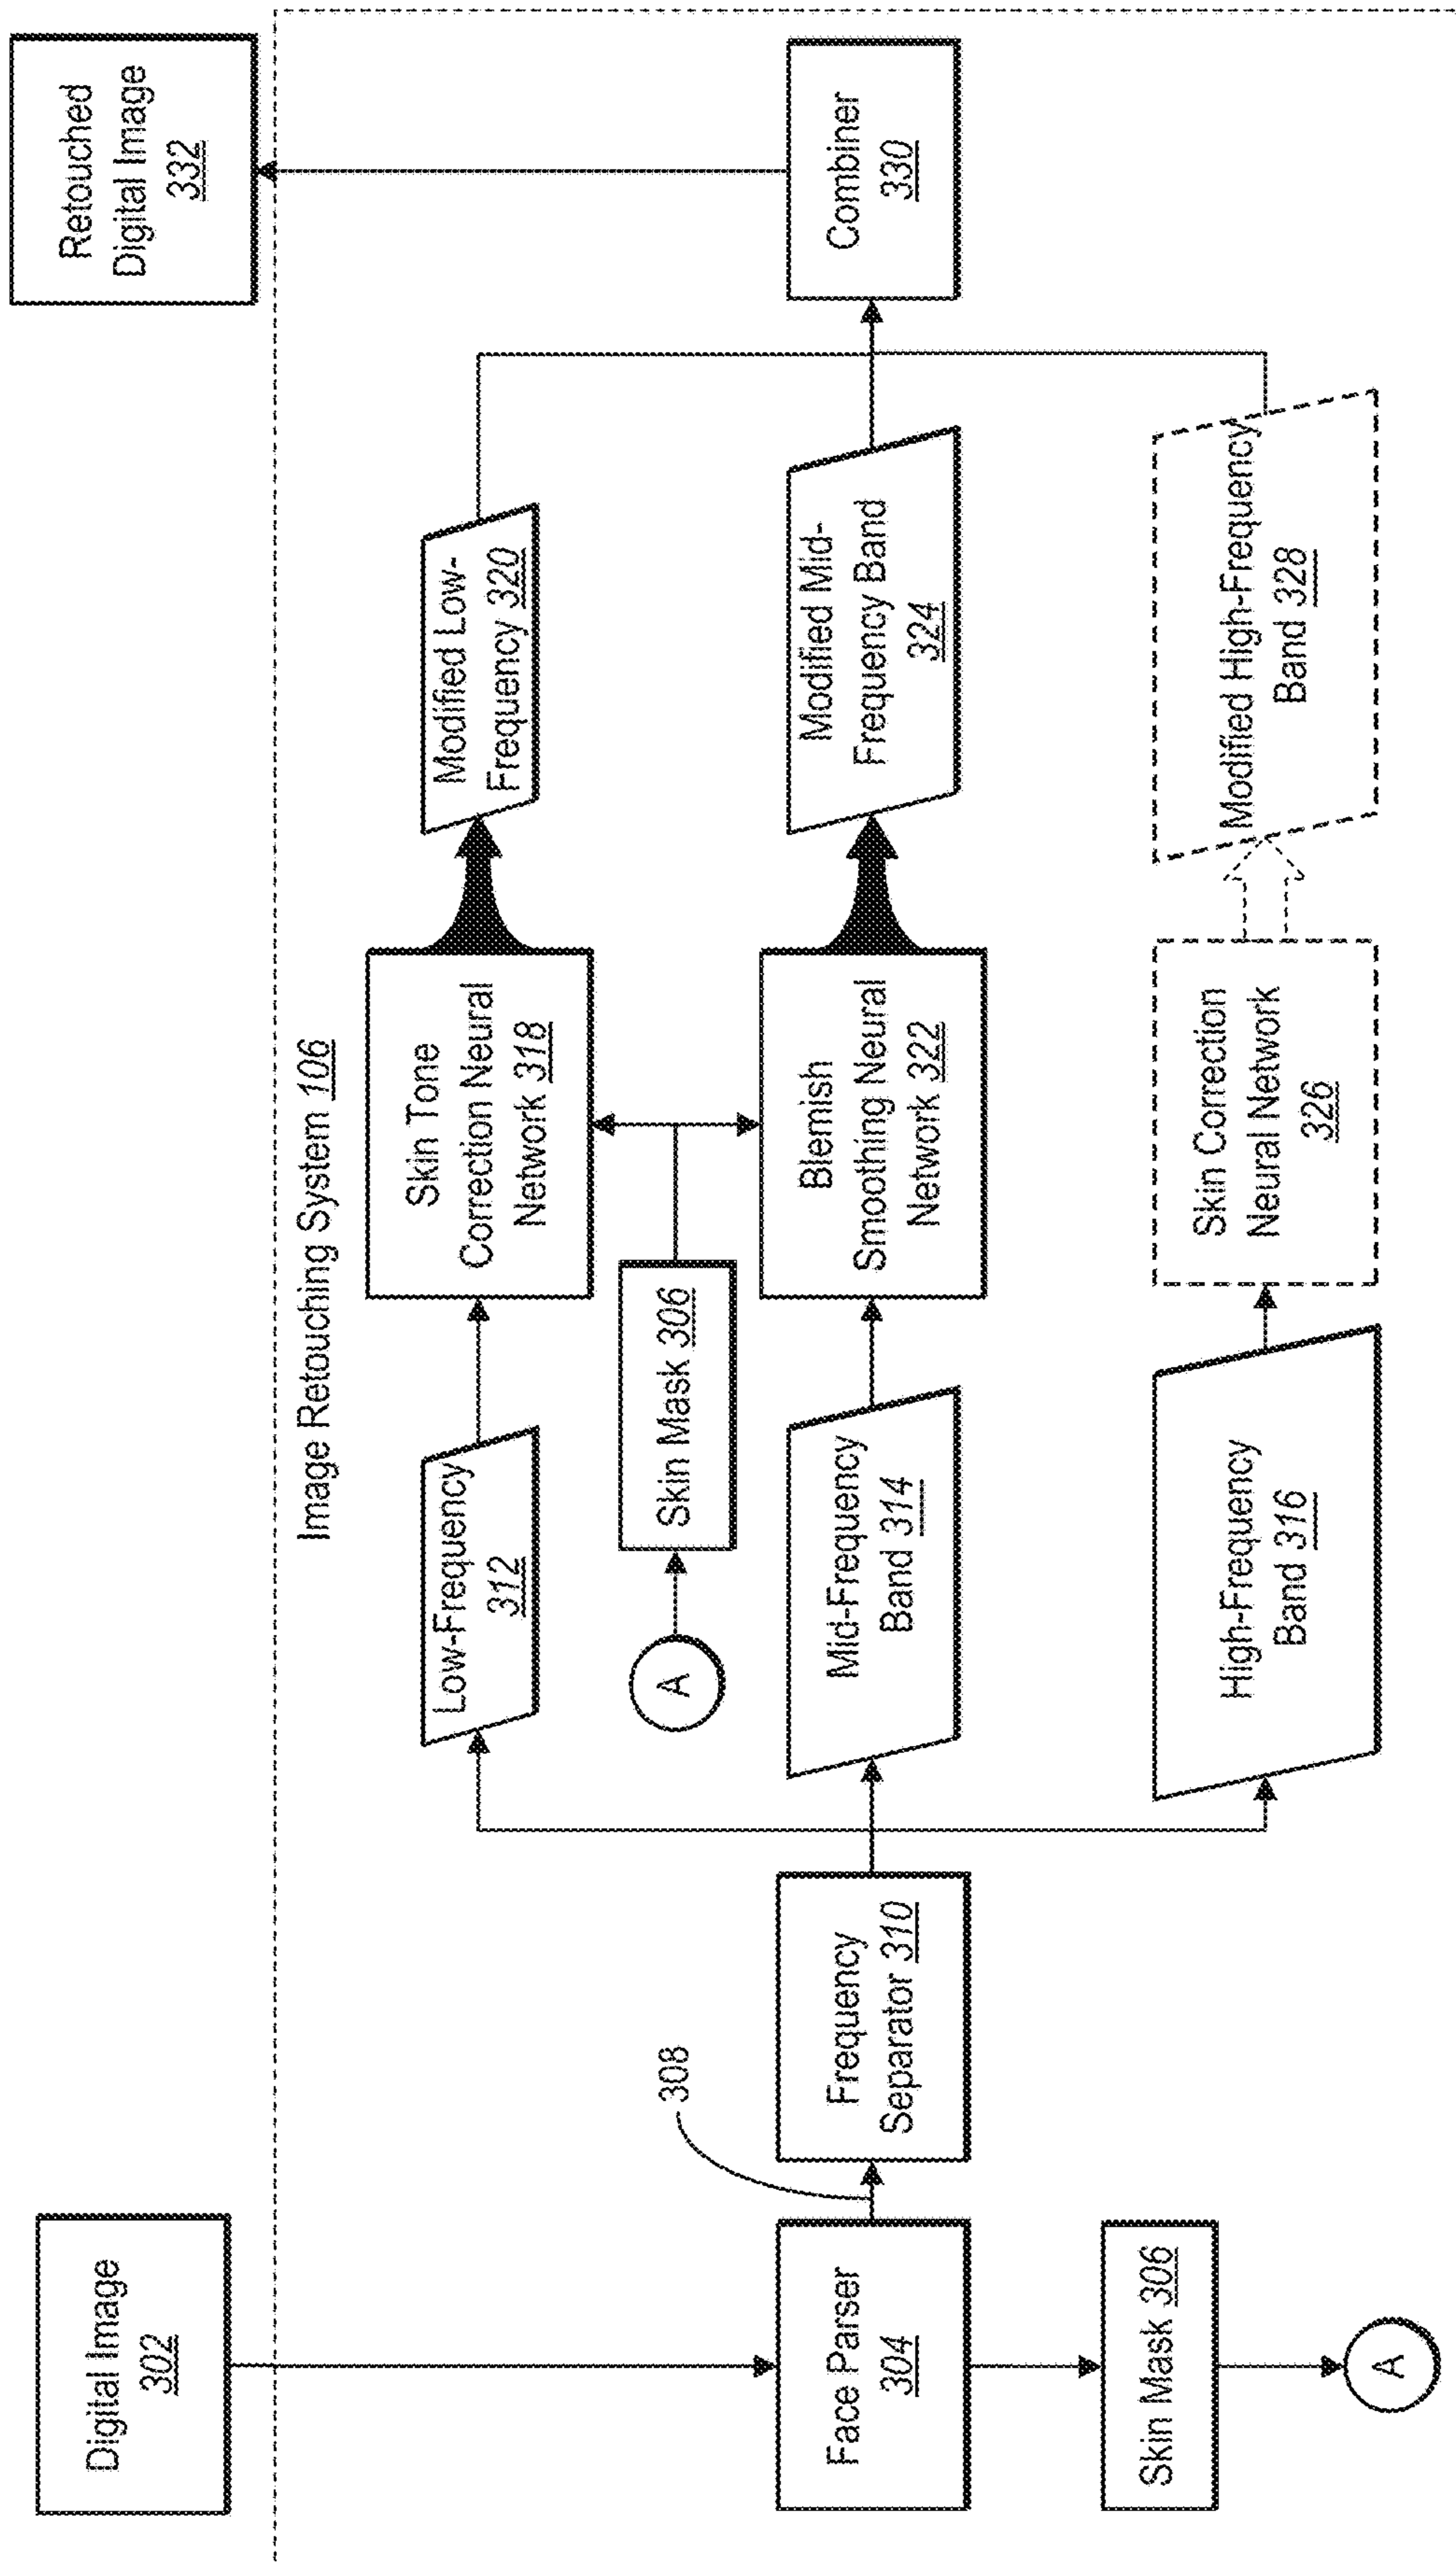 Digital Image
302
Retouched
Digital Image
332
Image Retouching System 106
Face Parser
304
Skin Mask 306
A
308
Frequency
Separator 310
Low-Frequency
312
A
Skin Mask 306
Mid-Frequency
Band 314
High-Frequency
Band 316
Skin Tone
Correction Neural
Network 318
Blemish
Smoothing Neural
Network 322
Skin Correction
Neural Network
326
Modified Low-
Frequency 320
Modified Mid-
Frequency Band
324
Modified High-Frequency
Band 328
Combiner
330